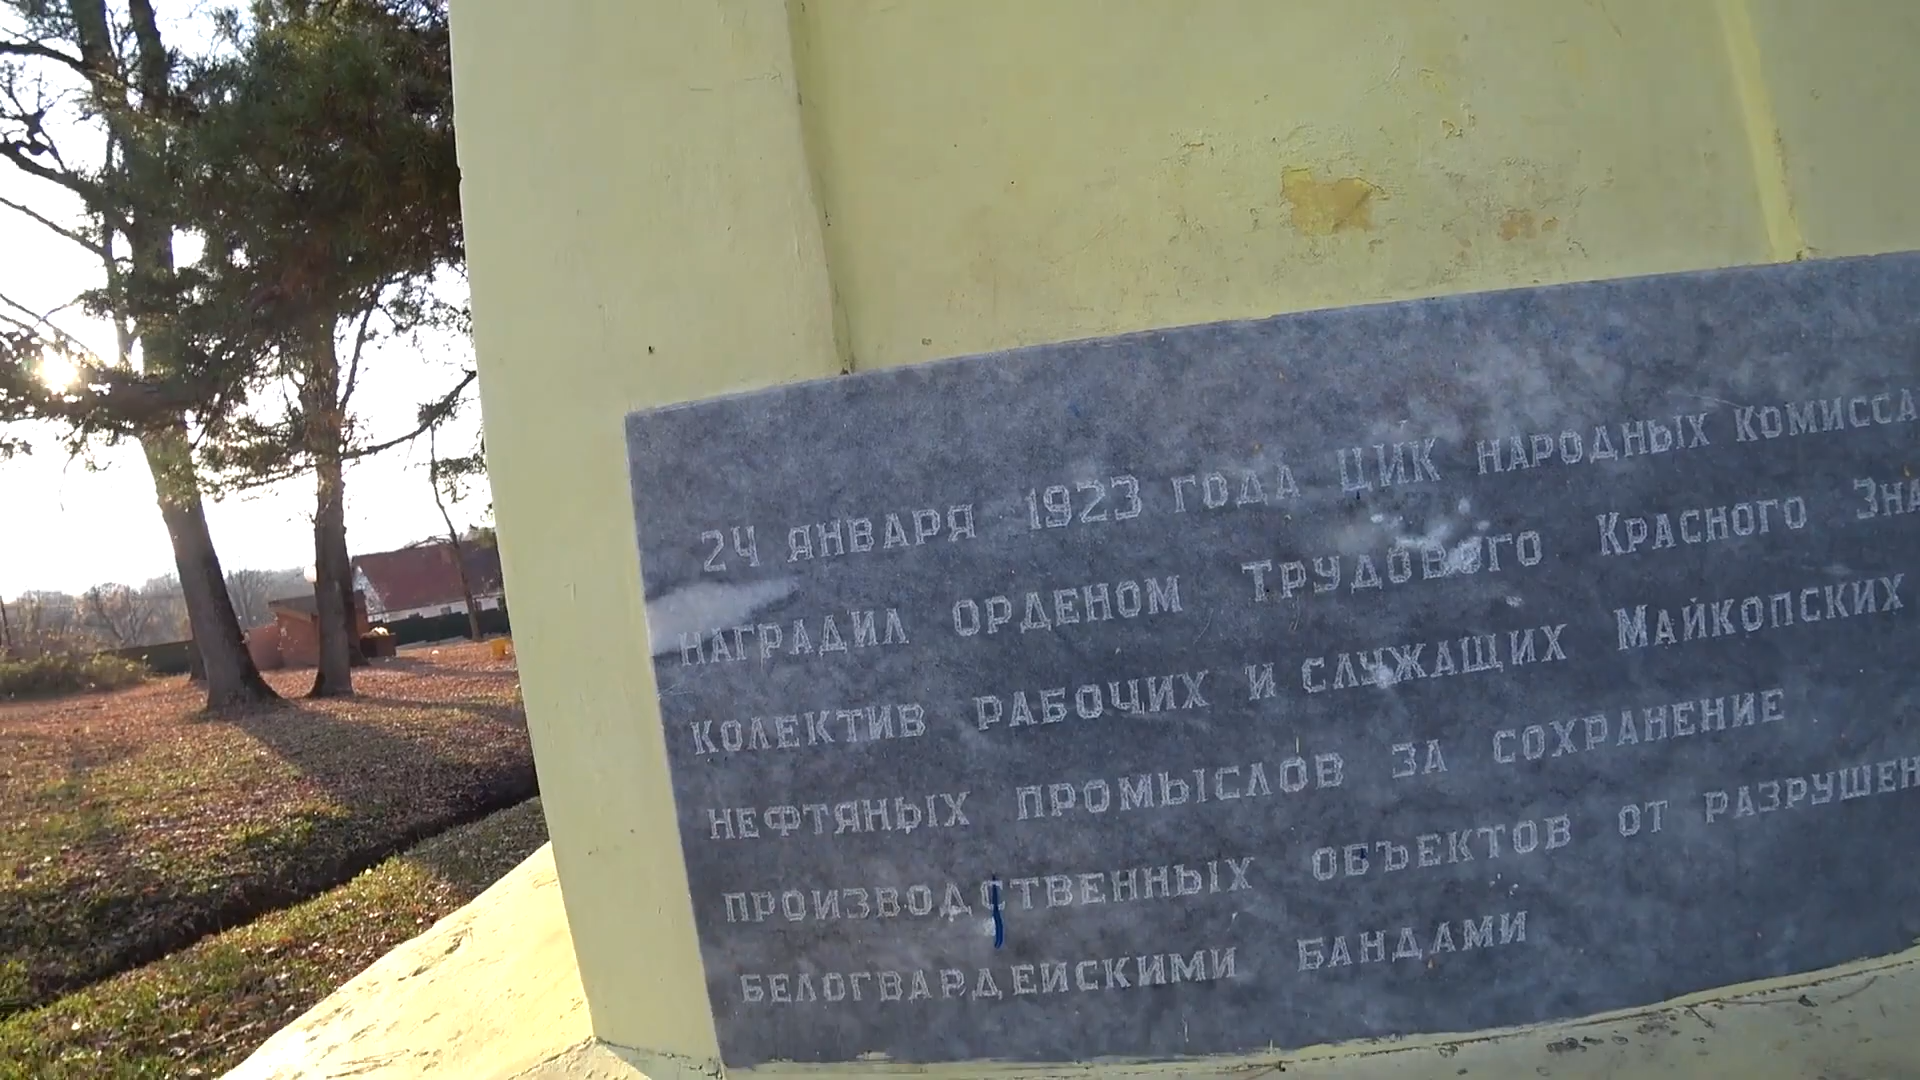 24 ЯНВАРЯ 1923 ГОДА ЦИК НАРОДНЫХ КОМИССА
НАГРАДИЛ ОРДЕНОМ ТРУДОВОГО КРАСНОГО ЗНА
КОЛЕКТИВ РАБОЧИХ И СЛУЖАЩИХ МАЙКОПСКИХ
НЕФТЯНЫХ ПРОМЫСЛОВ ЗА СОХРАНЕНИЕ
ПРОИЗВОДСТВЕННЫХ ОБЪЕКТОВ ОТ РАЗРУШЕН
БЕЛОГВАРДЕЙСКИМИ БАНДАМИ